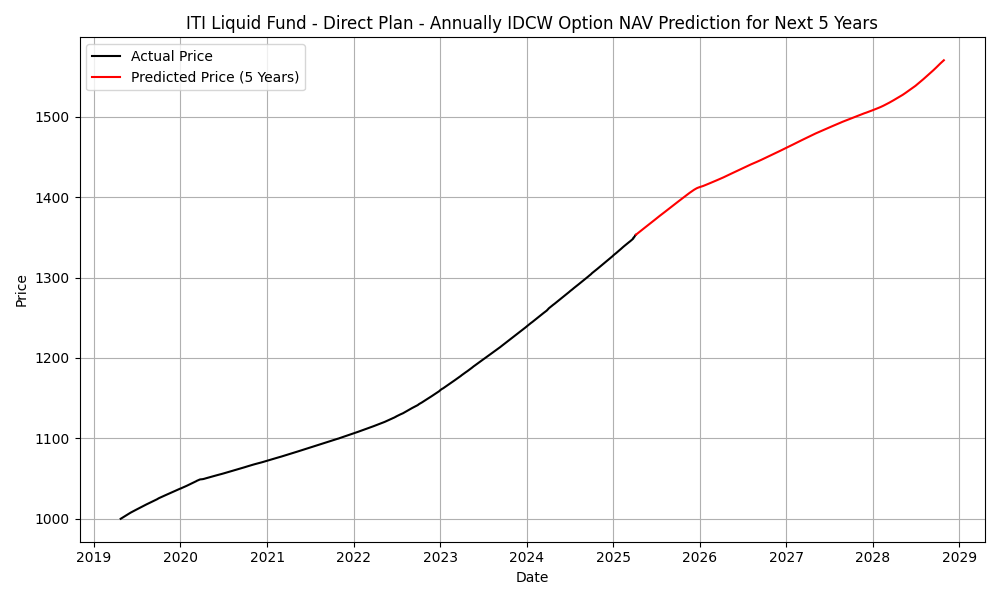 ITI Liquid Fund - Direct Plan - Annually IDCW Option NAV Prediction for Next 5 Years
Actual Price
Predicted Price (5 Years)
1500
1400
1300
1200
1100
1000
Price
2019 2020 2021 2022 2023 2024 2025 2026 2027 2028 2029
Date